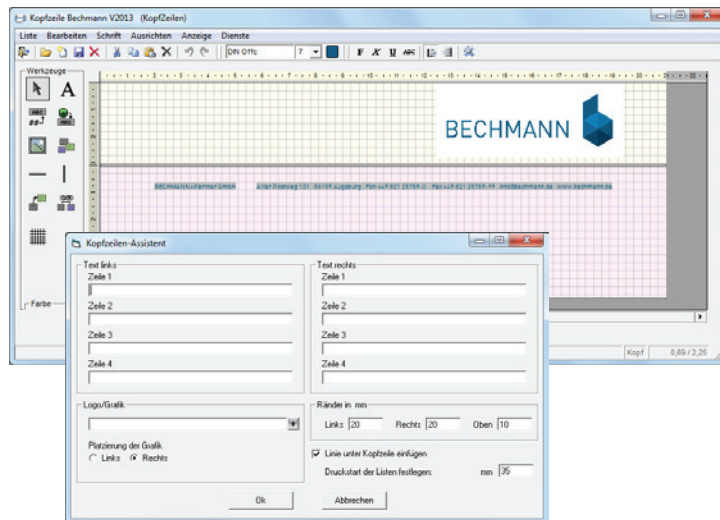 Kopfzeile Bechmann V2013 (KopfZeilen)
Liste Bearbeiten Schrift Ausrichten Anzeige Dienste
DIN Offc 7 F K U ABC
Werkzeuge
A
BECHMANN
Farbe
Kopf 0,69 / 2,25
Kopfzeilen-Assistent
Text links
Zeile 1
Zeile 2
Zeile 3
Zeile 4
Text rechts
Zeile 1
Zeile 2
Zeile 3
Zeile 4
Logo/Grafik
Platzierung der Grafik
Links Rechts
Ränder in mm
Links 20 Rechts 20 Oben 10
Linie unter Kopfzeile einfügen
Druckstart der Listen festlegen: mm 35
Ok Abbrechen